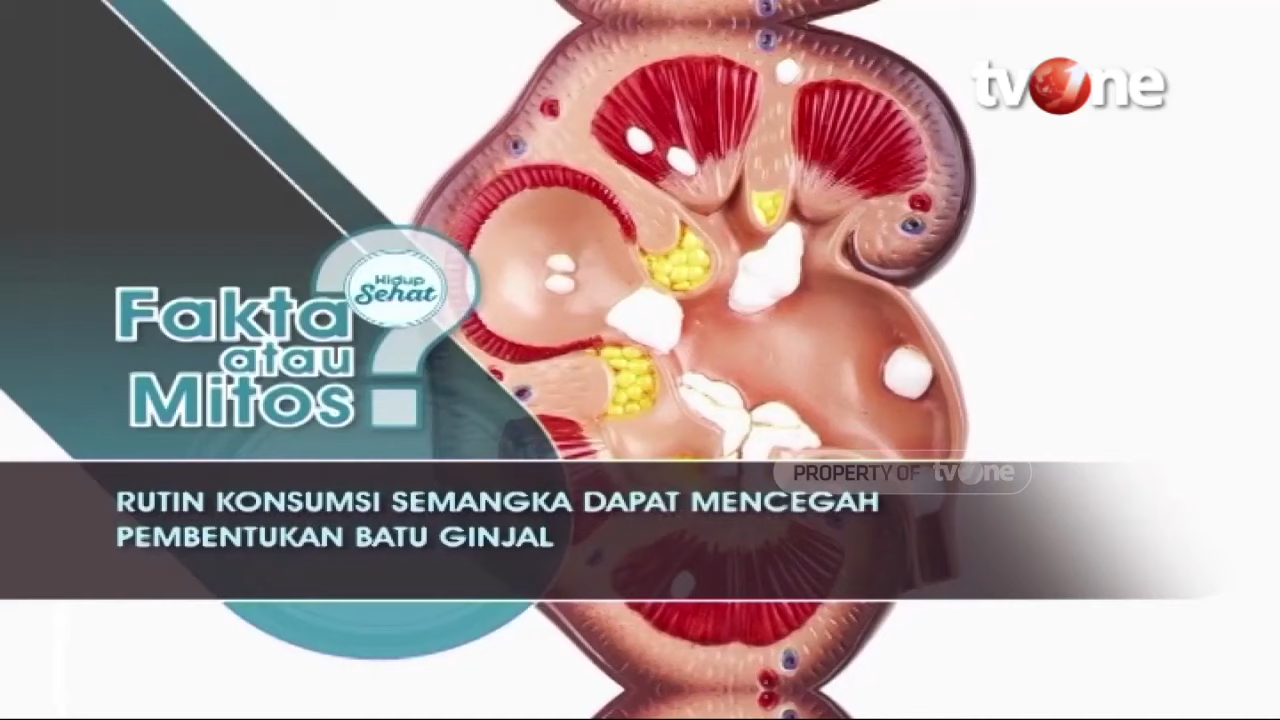 tvOne
Hidup
Sehat
Fakta
atau
Mitos
?
PROPERTY OF tvOne
RUTIN KONSUMSI SEMANGKA DAPAT MENCEGAH
PEMBENTUKAN BATU GINJAL